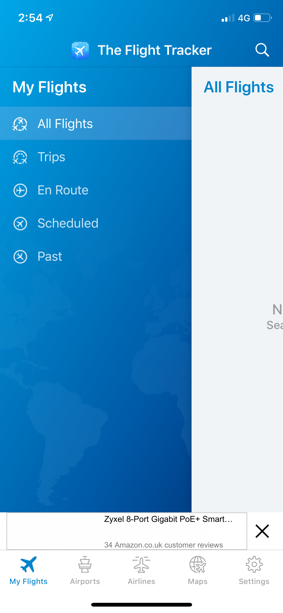 2:54
4G
The Flight Tracker
My Flights
All Flights
All Flights
Trips
En Route
Scheduled
Past
Zyxel 8-Port Gigabit PoE+ Smart...
34 Amazon.co.uk customer reviews
My Flights
Airports
Airlines
Maps
Settings